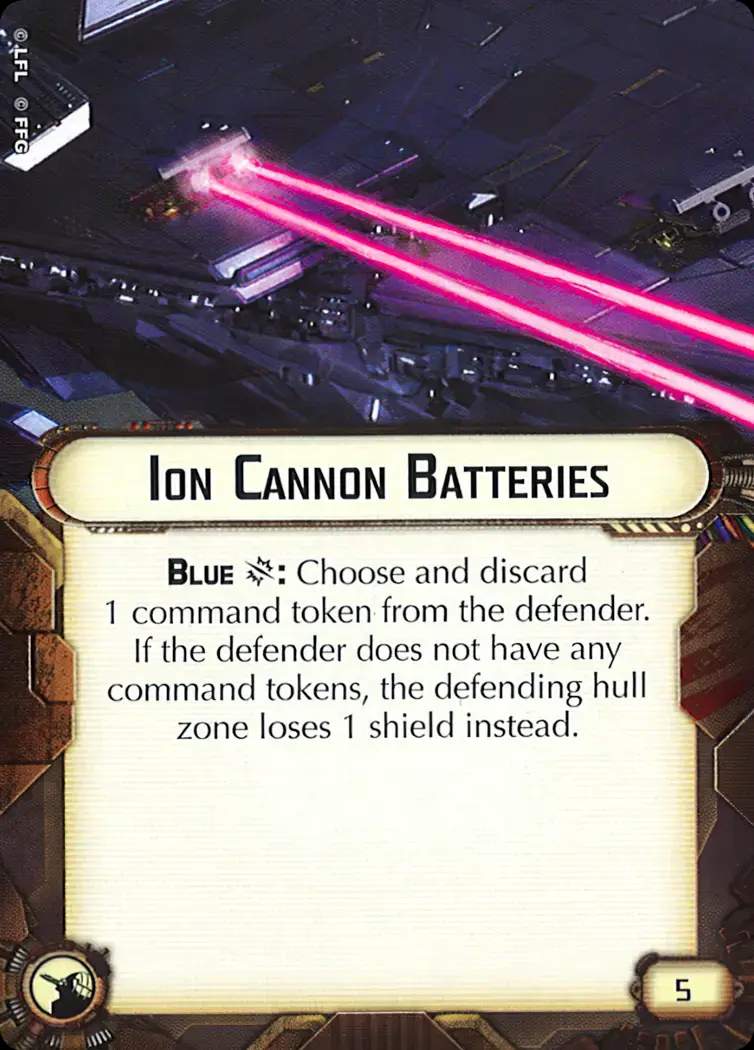 © LFL © FFG
ION CANNON BATTERIES
BLUE : Choose and discard
1 command token from the defender.
If the defender does not have any
command tokens, the defending hull
zone loses 1 shield instead.
5